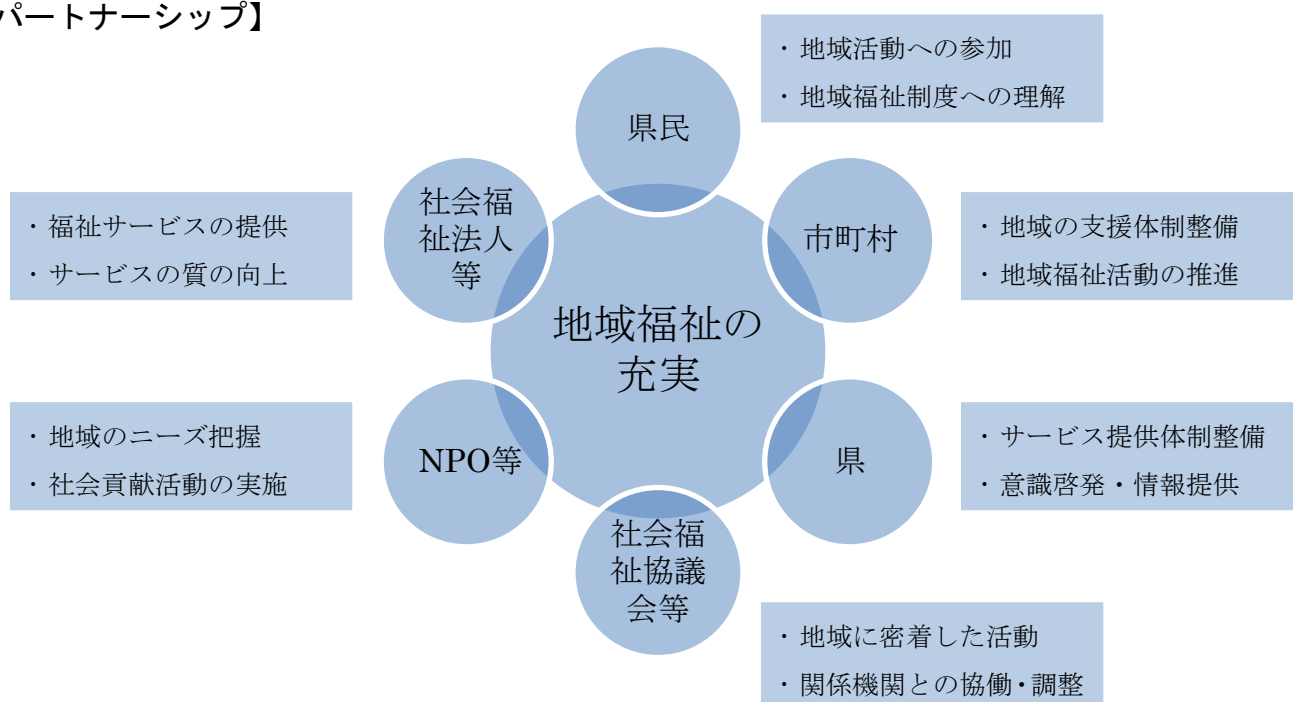 パートナーシップ】
・地域活動への参加
・地域福祉制度への理解
県民
社会福
祉法人
等
・福祉サービスの提供
・サービスの質の向上
市町村
・地域の支援体制整備
・地域福祉活動の推進
地域福祉の
充実
・地域のニーズ把握
・社会貢献活動の実施
NPO等
県
・サービス提供体制整備
・意識啓発・情報提供
社会福
祉協議
会等
・地域に密着した活動
・関係機関との協働・調整